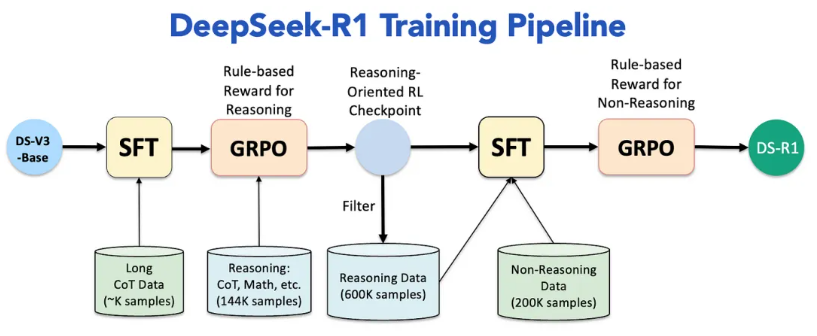 DeepSeek-R1 Training Pipeline
Rule-based
Reward for
Reasoning
Reasoning-
Oriented RL
Checkpoint
Rule-based
Reward for
Non-Reasoning
DS-V3
-Base
SFT
GRPO
SFT
GRPO
DS-R1
Filter
Long
CoT Data
(~K samples)
Reasoning:
CoT, Math, etc.
(144K samples)
Reasoning Data
(600K samples)
Non-Reasoning
Data
(200K samples)